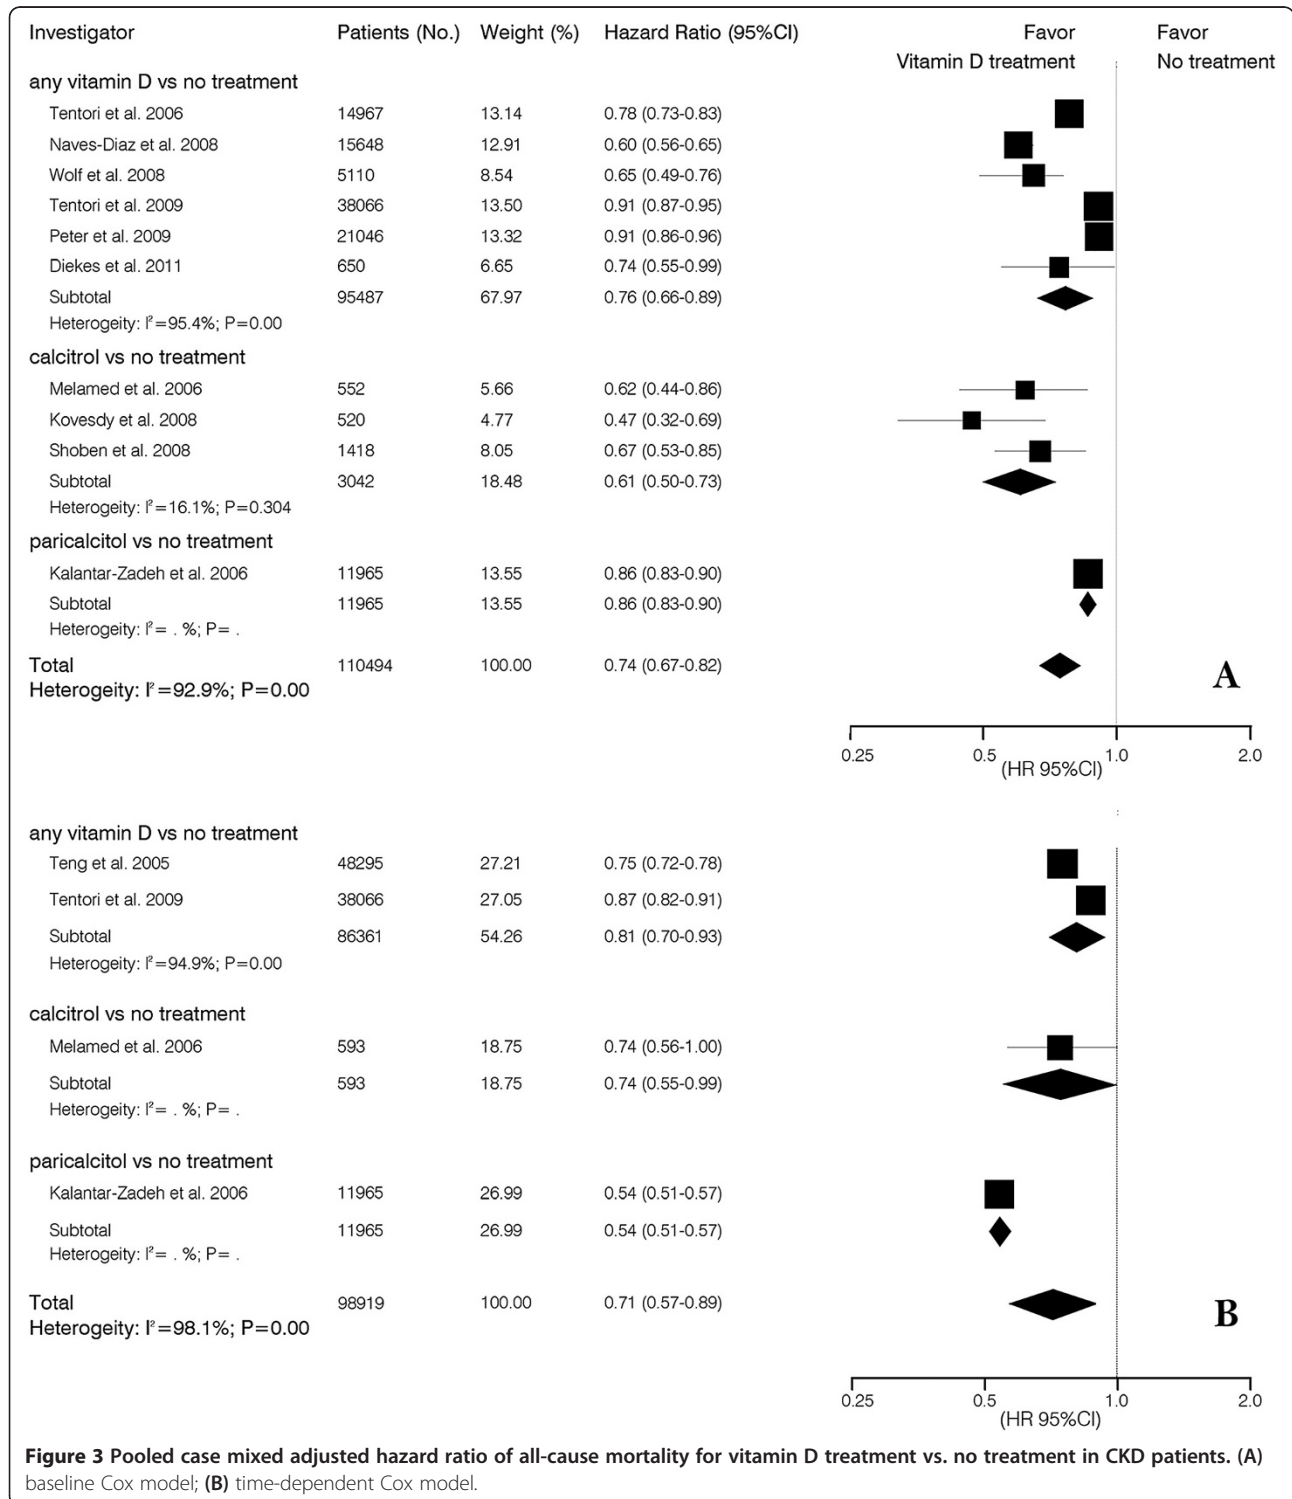 Investigator Patients (No.) Weight (%) Hazard Ratio (95%CI) Favor Favor
Vitamin D treatment No treatment
any vitamin D vs no treatment
Tentori et al. 2006 14967 13.14 0.78 (0.73-0.83)
Naves-Diaz et al. 2008 15648 12.91 0.60 (0.56-0.65)
Wolf et al. 2008 5110 8.54 0.65 (0.49-0.76)
Tentori et al. 2009 38066 13.50 0.91 (0.87-0.95)
Peter et al. 2009 21046 13.32 0.91 (0.86-0.96)
Diekes et al. 2011 650 6.65 0.74 (0.55-0.99)
Subtotal 95487 67.97 0.76 (0.66-0.89)
Heterogeity: I²=95.4%; P=0.00
calcitrol vs no treatment
Melamed et al. 2006 552 5.66 0.62 (0.44-0.86)
Kovesdy et al. 2008 520 4.77 0.47 (0.32-0.69)
Shoben et al. 2008 1418 8.05 0.67 (0.53-0.85)
Subtotal 3042 18.48 0.61 (0.50-0.73)
Heterogeity: I²=16.1%; P=0.304
paricalcitol vs no treatment
Kalantar-Zadeh et al. 2006 11965 13.55 0.86 (0.83-0.90)
Subtotal 11965 13.55 0.86 (0.83-0.90)
Heterogeity: I²= . %; P= .
Total 110494 100.00 0.74 (0.67-0.82)
Heterogeity: I²=92.9%; P=0.00
A
0.25 0.5 1.0 2.0
(HR 95%CI)
any vitamin D vs no treatment
Teng et al. 2005 48295 27.21 0.75 (0.72-0.78)
Tentori et al. 2009 38066 27.05 0.87 (0.82-0.91)
Subtotal 86361 54.26 0.81 (0.70-0.93)
Heterogeity: I²=94.9%; P=0.00
calcitrol vs no treatment
Melamed et al. 2006 593 18.75 0.74 (0.56-1.00)
Subtotal 593 18.75 0.74 (0.55-0.99)
Heterogeity: I²= . %; P= .
paricalcitol vs no treatment
Kalantar-Zadeh et al. 2006 11965 26.99 0.54 (0.51-0.57)
Subtotal 11965 26.99 0.54 (0.51-0.57)
Heterogeity: I²= . %; P= .
Total 98919 100.00 0.71 (0.57-0.89)
Heterogeity: I²=98.1%; P=0.00
B
0.25 0.5 1.0 2.0
(HR 95%CI)
Figure 3 Pooled case mixed adjusted hazard ratio of all-cause mortality for vitamin D treatment vs. no treatment in CKD patients. (A)
baseline Cox model; (B) time-dependent Cox model.